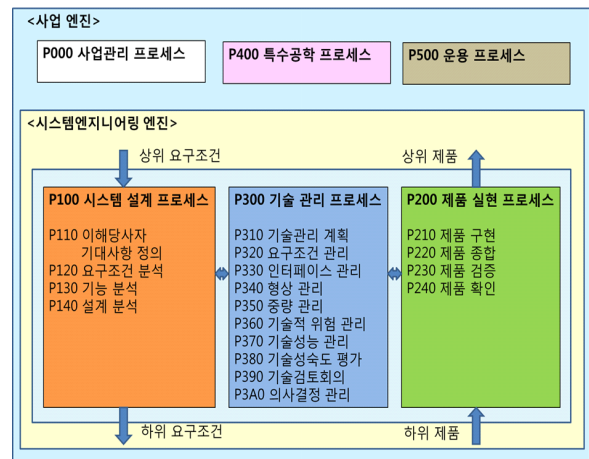 <사업 엔진>
P000 사업관리 프로세스
P400 특수공학 프로세스
P500 운용 프로세스
<시스템엔지니어링 엔진>
상위 요구조건
상위 제품
P100 시스템 설계 프로세스
P110 이해당사자
기대사항 정의
P120 요구조건 분석
P130 기능 분석
P140 설계 분석
P300 기술 관리 프로세스
P310 기술관리 계획
P320 요구조건 관리
P330 인터페이스 관리
P340 형상 관리
P350 중량 관리
P360 기술적 위험 관리
P370 기술성능 관리
P380 기술성숙도 평가
P390 기술검토회의
P3A0 의사결정 관리
P200 제품 실현 프로세스
P210 제품 구현
P220 제품 종합
P230 제품 검증
P240 제품 확인
하위 요구조건
하위 제품